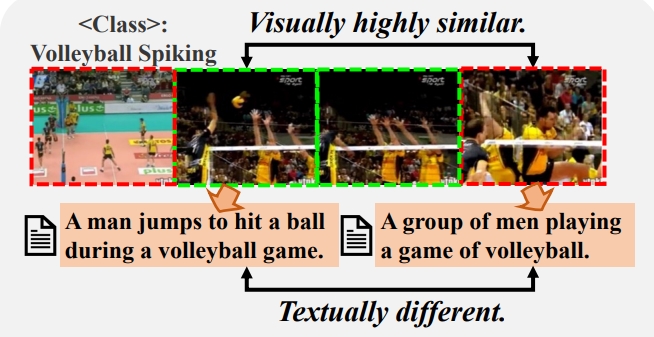 <Class>:
Volleyball Spiking
Visually highly similar.
plus
sport
sport
A man jumps to hit a ball
during a volleyball game.
A group of men playing
a game of volleyball.
Textually different.